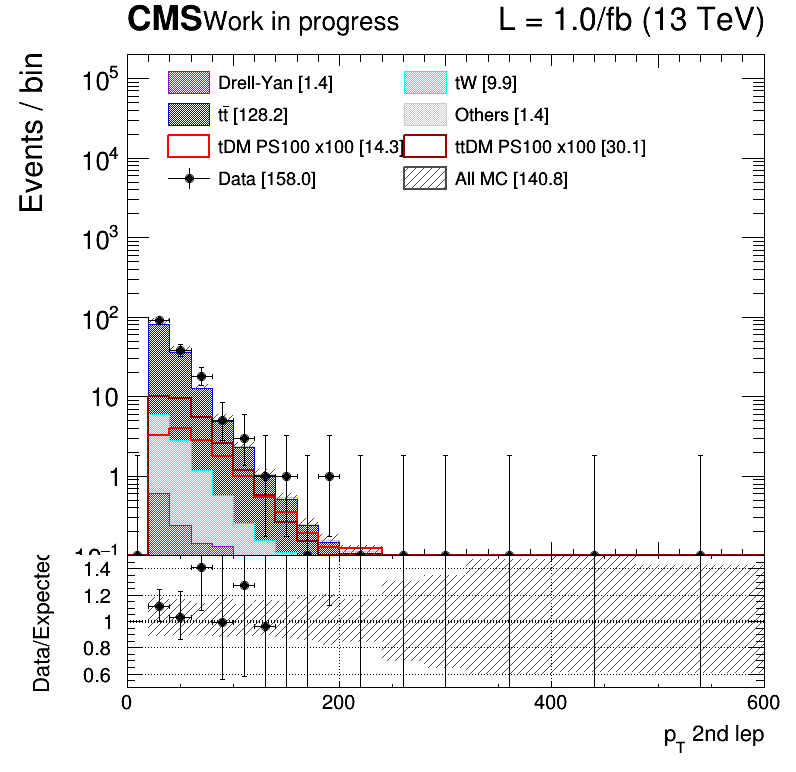 CMS Work in progress L = 1.0/fb (13 TeV)
Events / bin
Drell-Yan [1.4] tW [9.9]
tt̄ [128.2] Others [1.4]
tDM PS100 x100 [14.3] ttDM PS100 x100 [30.1]
Data [158.0] All MC [140.8]
10⁵
10⁴
10³
10²
10
1
10⁻¹
Data/Expected
1.4
1.2
1
0.8
0.6
0 200 400 600
p_T 2nd lep